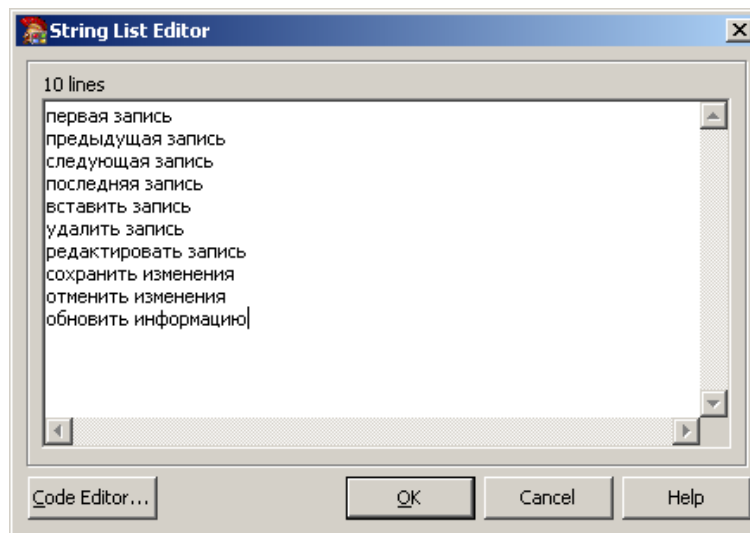 String List Editor
10 lines
первая запись
предыдущая запись
следующая запись
последняя запись
вставить запись
удалить запись
редактировать запись
сохранить изменения
отменить изменения
обновить информацию
Code Editor... OK Cancel Help